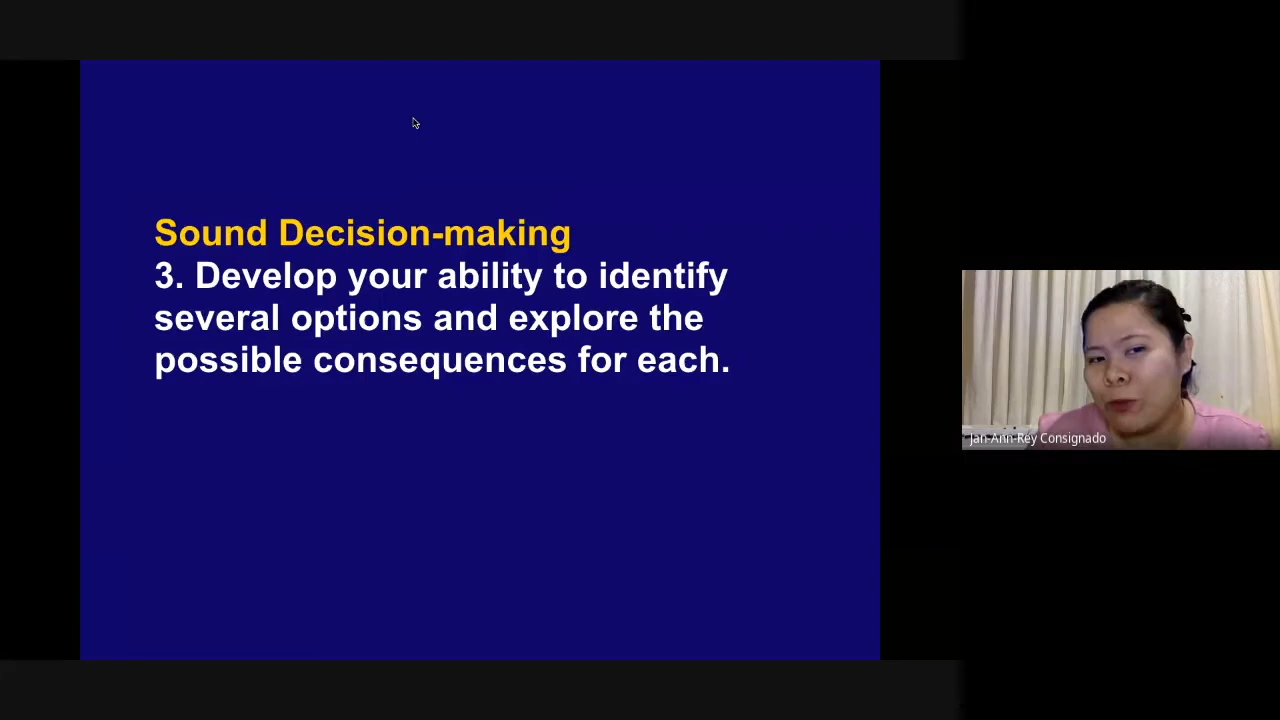 Sound Decision-making
3. Develop your ability to identify
several options and explore the
possible consequences for each.
Jan-Ann-Rey Consignado